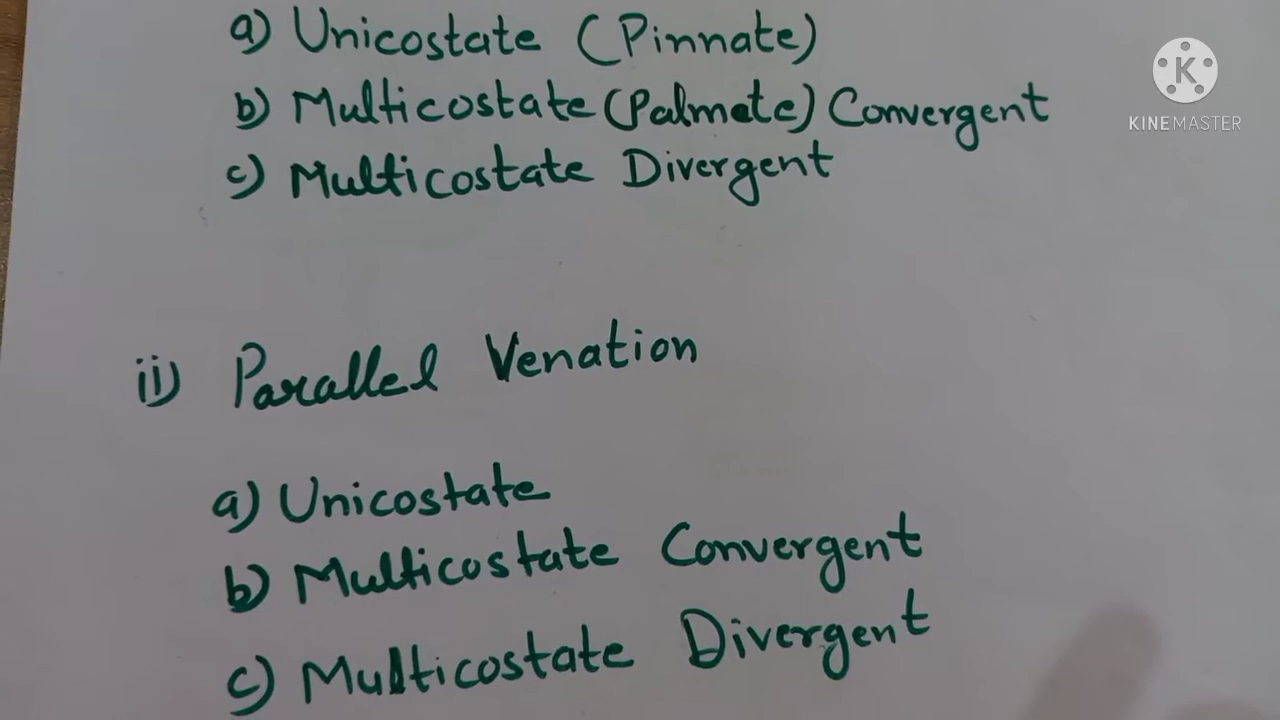 a) Unicostate (Pinnate)
b) Multicostate (Palmate) Convergent
c) Multicostate Divergent
K
KINEMASTER
ii) Parallel Venation
a) Unicostate
b) Multicostate Convergent
c) Multicostate Divergent